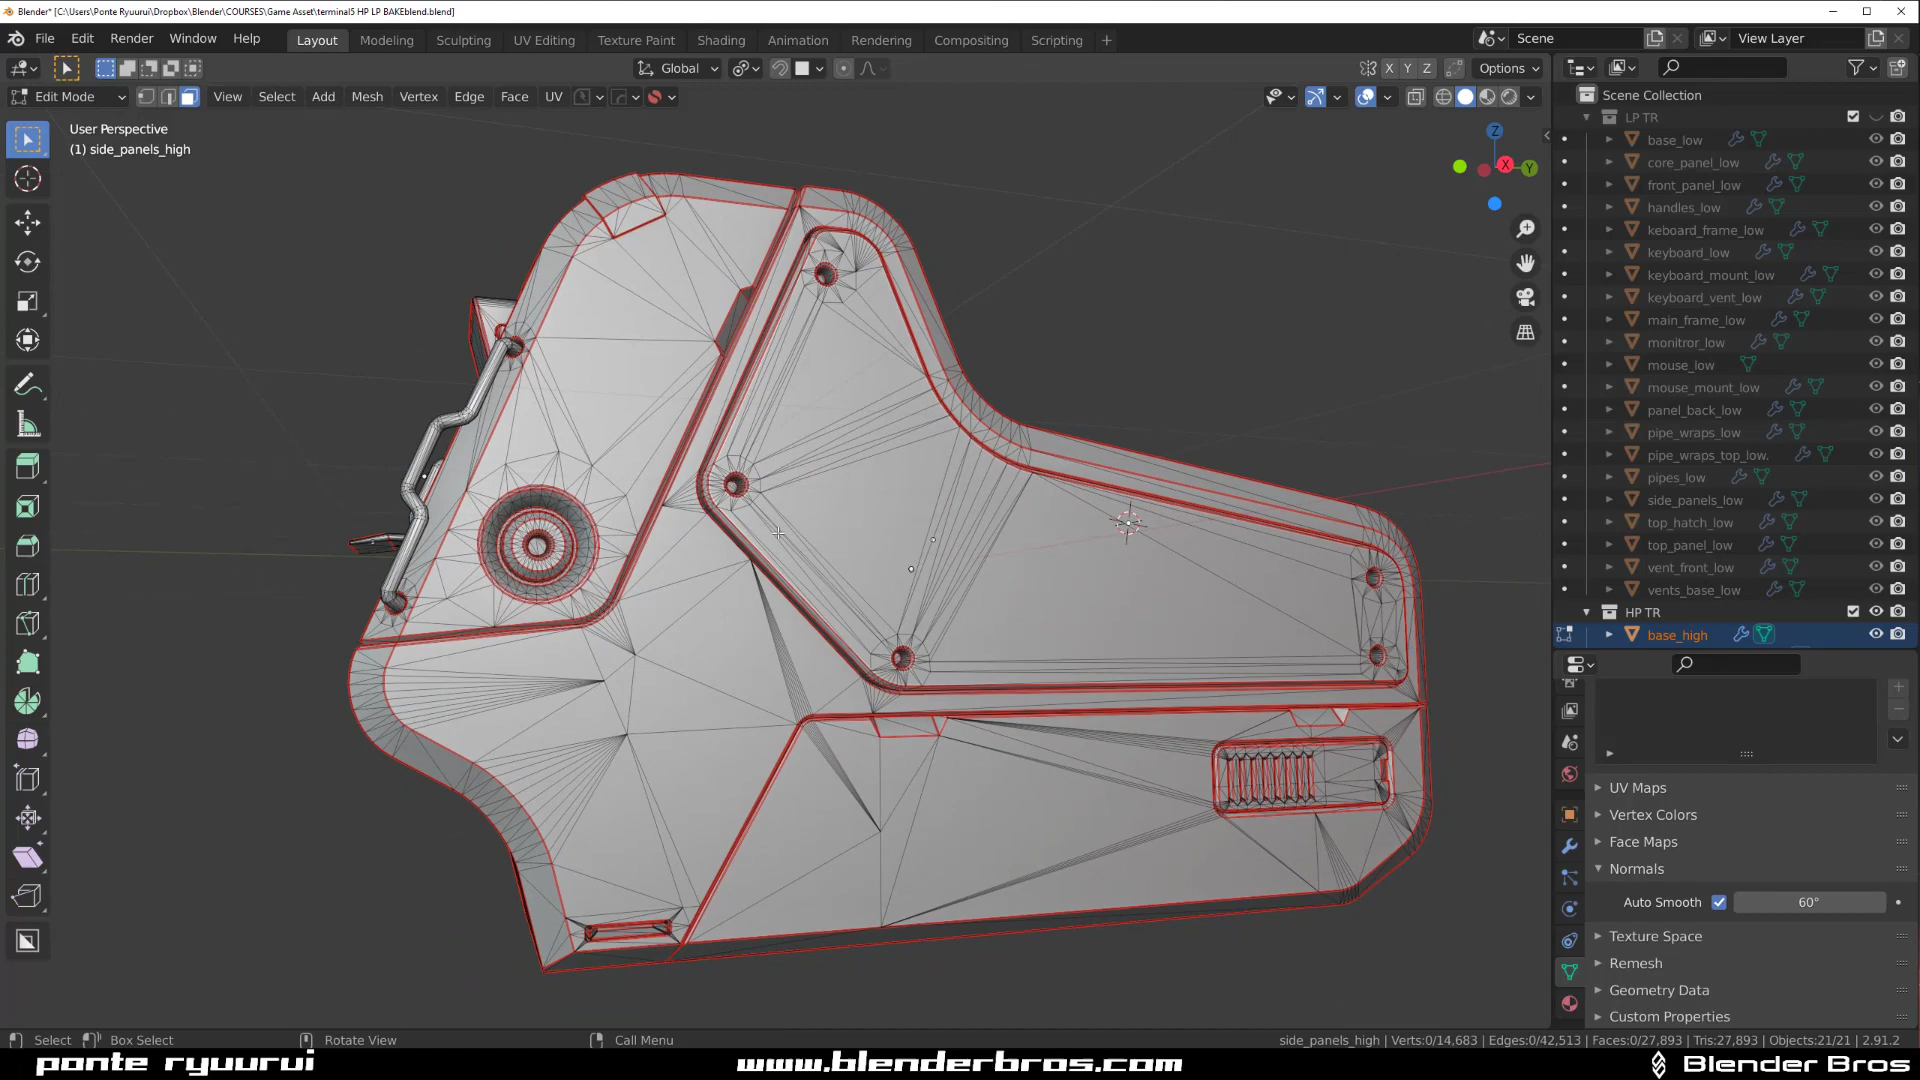 Blender* [C:\Users\Ponte Ryuurui\Dropbox\Blender\COURSES\Game Asset\terminal5 HP LP BAKEblend.blend]
File Edit Render Window Help Layout Modeling Sculpting UV Editing Texture Paint Shading Animation Rendering Compositing Scripting + Scene View Layer
Global X Y Z Options
Edit Mode View Select Add Mesh Vertex Edge Face UV
User Perspective
(1) side_panels_high
Z
X
Y
Scene Collection
LP TR
base_low
core_panel_low
front_panel_low
handles_low
keboard_frame_low
keyboard_low
keyboard_mount_low
keyboard_vent_low
main_frame_low
monitror_low
mouse_low
mouse_mount_low
panel_back_low
pipe_wraps_low
pipe_wraps_top_low.
pipes_low
side_panels_low
top_hatch_low
top_panel_low
vent_front_low
vents_base_low
HP TR
base_high
UV Maps
Vertex Colors
Face Maps
Normals
Auto Smooth 60°
Texture Space
Remesh
Geometry Data
Custom Properties
Select Box Select Rotate View Call Menu side_panels_high | Verts:0/14,683 | Edges:0/42,513 | Faces:0/27,893 | Tris:27,893 | Objects:21/21 | 2.91.2
ponte ryuurui www.blenderbros.com Blender Bros